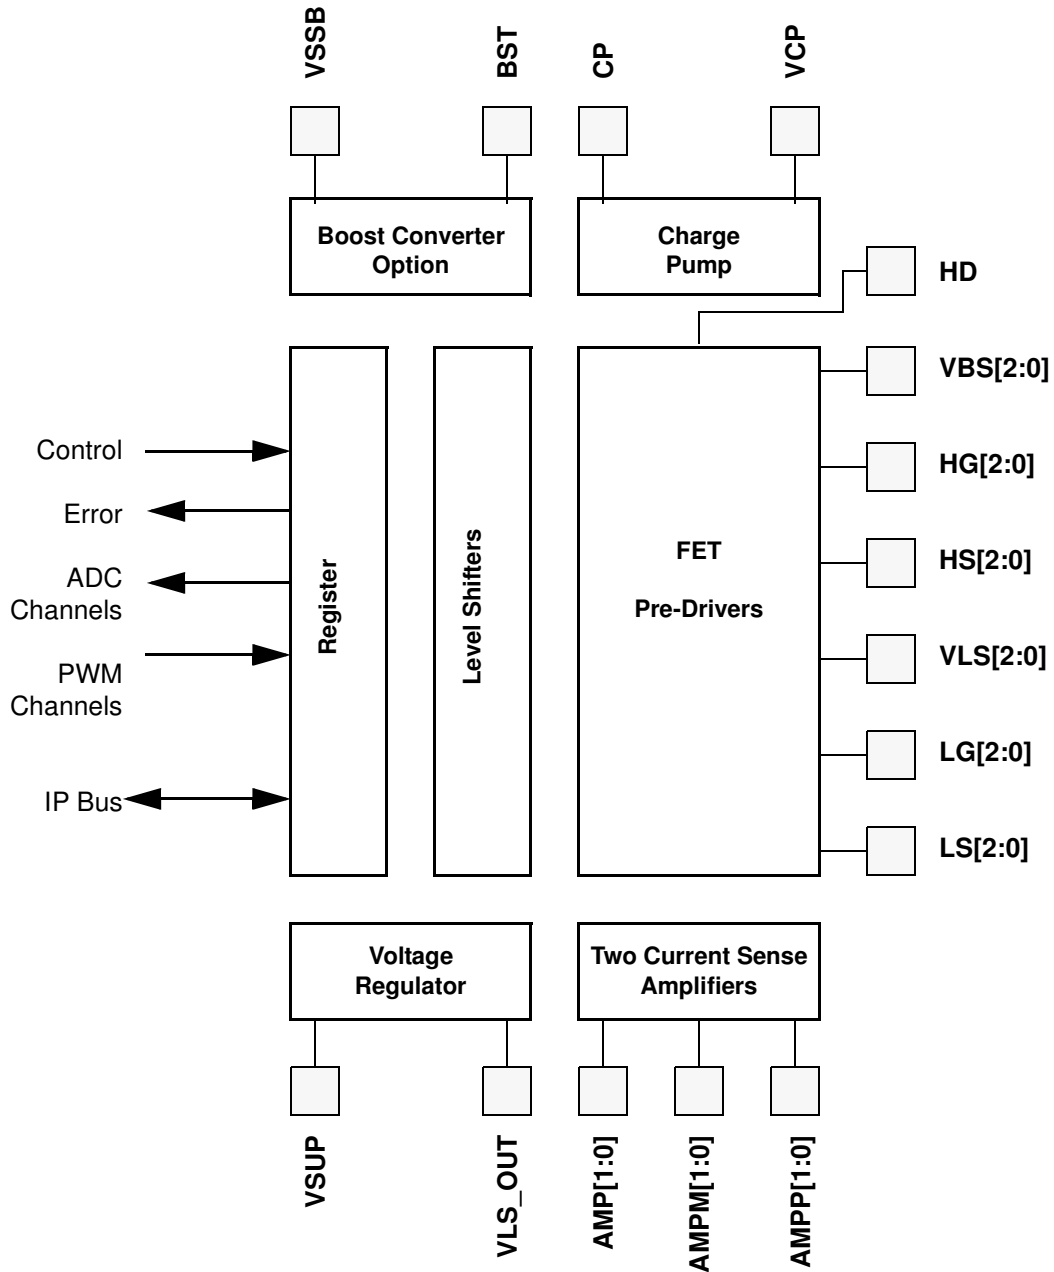 VSSB
BST
CP
VCP
Boost Converter
Option
Charge
Pump
HD
VBS[2:0]
Control
HG[2:0]
Error
FET
HS[2:0]
ADC
Channels
Register
Level Shifters
Pre-Drivers
VLS[2:0]
PWM
Channels
LG[2:0]
IP Bus
LS[2:0]
Voltage
Regulator
Two Current Sense
Amplifiers
VSUP
VLS_OUT
AMP[1:0]
AMPM[1:0]
AMPP[1:0]